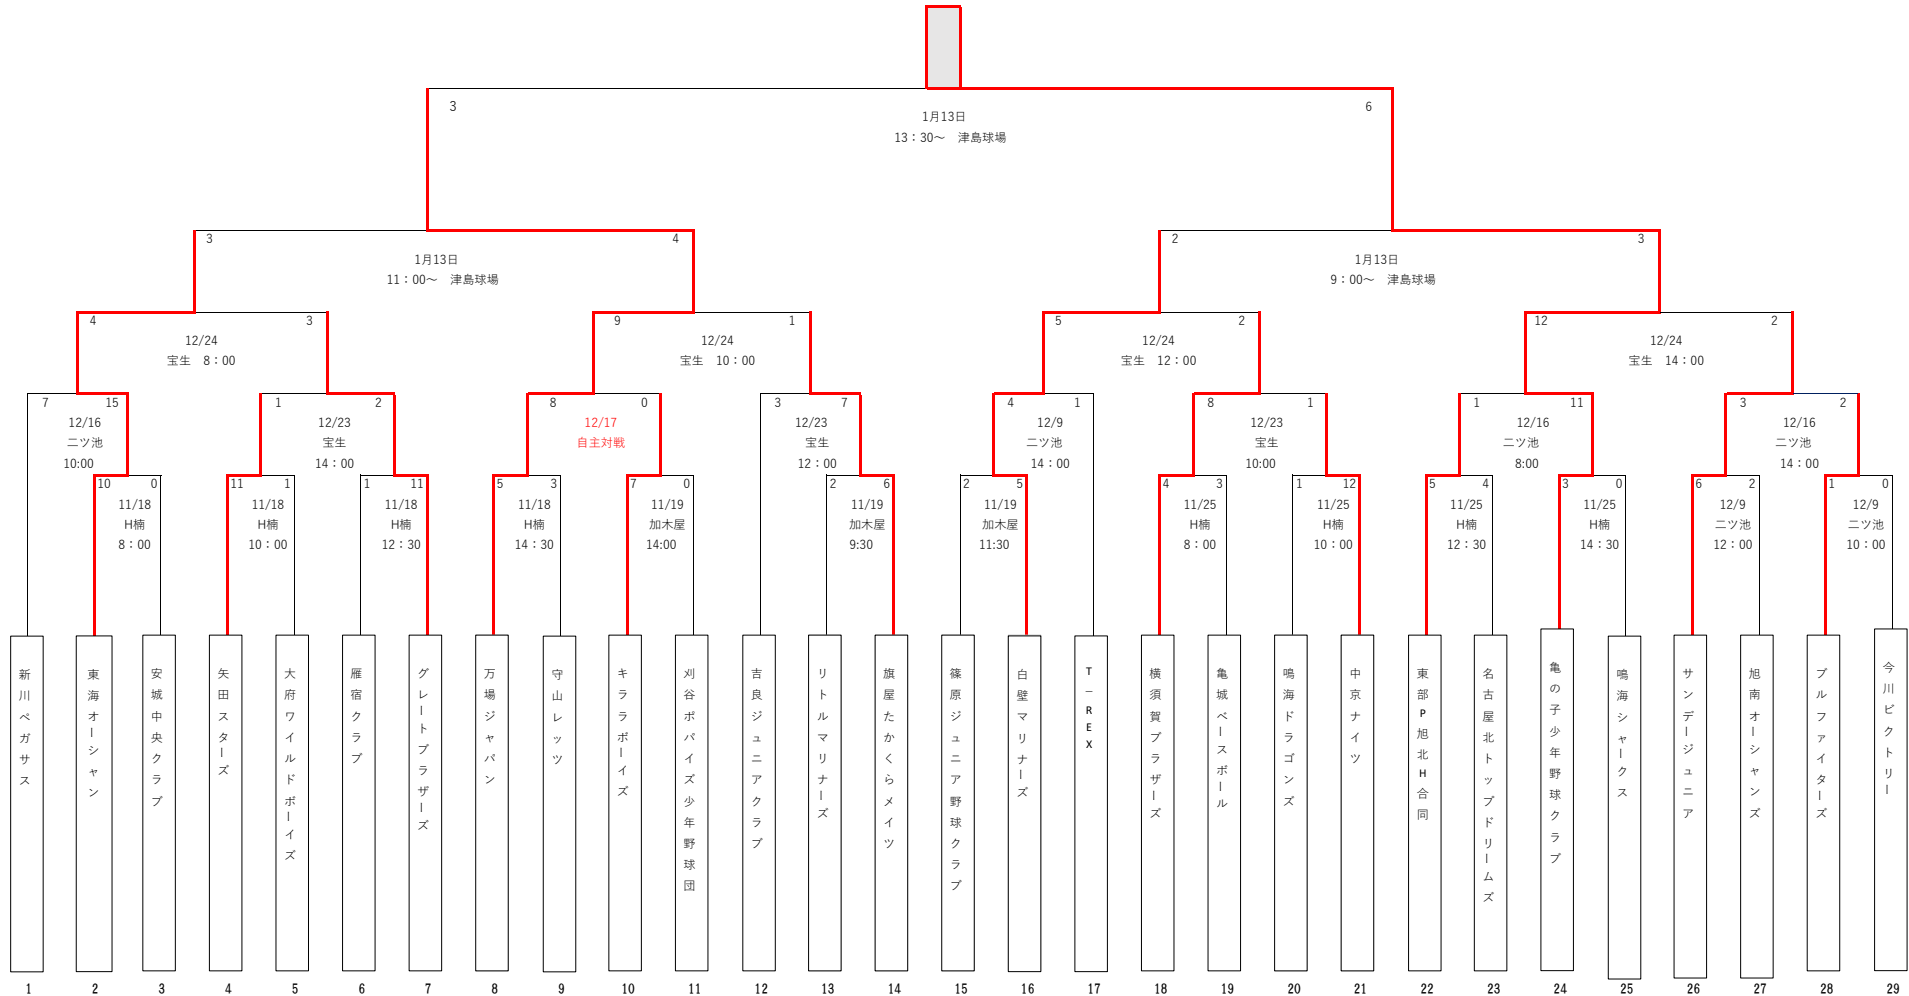 3 6
1月13日
13：30～　津島球場
3 4 2 3
1月13日 1月13日
11：00～　津島球場 9：00～　津島球場
4 3 9 1 5 2 12 2
12/24 12/24 12/24 12/24
宝生　8：00 宝生　10：00 宝生　12：00 宝生　14：00
7 15 1 2 8 0 3 7 4 1 8 1 1 11 3 2
12/16 12/23 12/17 12/23 12/9 12/23 12/16 12/16
二ツ池 宝生 自主対戦 宝生 二ツ池 宝生 二ツ池 二ツ池
10:00 14：00 12：00 14：00 10:00 8:00 14：00
10 0 11 1 1 11 5 3 7 0 2 6 2 5 4 3 1 12 5 4 3 0 6 2 1 0
11/18 11/18 11/18 11/18 11/19 11/19 11/19 11/25 11/25 11/25 11/25 12/9 12/9
H楠 H楠 H楠 H楠 加木屋 加木屋 加木屋 H楠 H楠 H楠 H楠 二ツ池 二ツ池
8：00 10：00 12：30 14：30 14:00 9:30 11:30 8：00 10：00 12：30 14：30 12：00 10：00
新川ペガサス
東海オーシャン
安城中央クラブ
矢田スターズ
大府ワイルドボーイズ
雁宿クラブ
グレートブラザーズ
万場ジャパン
守山レッツ
キララボーイズ
刈谷ポパイズ少年野球団
吉良ジュニアクラブ
リトルマリナーズ
旗屋たかくらメイツ
篠原ジュニア野球クラブ
白壁マリナーズ
T－REX
横須賀ブラザーズ
亀城ベースボール
鳴海ドラゴンズ
中京ナイツ
東部P旭北H合同
名古屋北トップドリームズ
亀の子少年野球クラブ
鳴海シャークス
サンデージュニア
旭南オーシャンズ
ブルファイターズ
今川ビクトリー
1 2 3 4 5 6 7 8 9 10 11 12 13 14 15 16 17 18 19 20 21 22 23 24 25 26 27 28 29